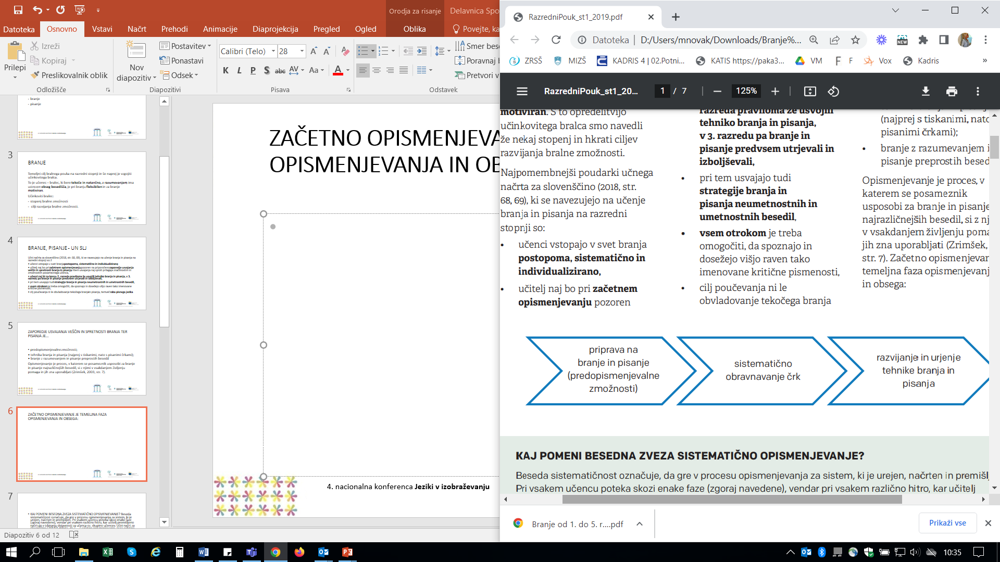 Orodja za risanje
Delavnica Spo
Datoteka
Osnovno
Vstavi
Načrt
Prehodi
Animacije
Diaprojekcija
Pregled
Ogled
Oblika
Povejte, ka
Prilepi
Izreži
Kopiraj
Preslikovalnik oblik
Odložišče
Nov
diapozitiv
Postavitev
Ponastavi
Odsek
Diapozitivi
Calibri (Telo)
28
K L P S abc AV Aa A
Pisava
Smer bese
Poravnaj b
Pretvori v
Odstavek
- branje
- pisanje
3
BRANJE
Temeljni cilj bralnega pouka na razredni stopnji in še naprej je vzgojiti
učinkovitega bralca.
To je učenec – bralec, ki bere tekoče in natančno, z razumevanjem, ima
ustrezen obseg besedišča, je pri branju fleksibilen in za branje
motiviran.
Učinkoviti bralec:
- stopenj bralne zmožnosti
- cilji razvijanja bralne zmožnosti.
4
BRANJE, PISANJE - UN SLJ
5
ZAPOREDJE USVAJANJA VEŠČIN IN SPRETNOSTI BRANJA TER
PISANJA JE...
• predopismenjevalne zmožnosti;
• tehnika branja in pisanja (najprej s tiskanimi, nato s pisanimi črkami);
• branje z razumevanjem in pisanje preprostih besedil
Opismenjevanje je proces, v katerem se posameznik usposobi za branje
in pisanje najrazličnejših besedil, si z njimi v vsakdanjem življenju
pomaga in jih zna uporabljati (Zrimšek, 2003, str. 7).
6
ZAČETNO OPISMENJEVANJE JE TEMELJNA FAZA
OPISMENJEVANJA IN OBSEGA:
7
• KAJ POMENI BESEDNA ZVEZA SISTEMATIČNO OPISMENJEVANJE? Beseda
ZAČETNO OPISMENJEVA
OPISMENJEVANJA IN OB
4. nacionalna konferenca Jeziki v izobraževanju
Diapozitiv 6 od 12
RazredniPouk_st1_2019.pdf
Datoteka
D:/Users/mnovak/Downloads/Branje%...
NEW
ZRSŠ
MIZŠ
KADRIS 4 | 02.Potni...
KATIS https://paka3...
VM
F
F
Vox
Kadris
»
RazredniPouk_st1_20...
1 / 7
125%
motiviran. S to opredelitvijo
učinkovitega bralca smo navedli
že nekaj stopenj in hkrati ciljev
razvijanja bralne zmožnosti.
Najpomembnejši poudarki učnega
načrta za slovenščino (2018, str.
68, 69), ki se navezujejo na učenje
branja in pisanja na razredni
stopnji so:
• učenci vstopajo v svet branja
postopoma, sistematično in
individualizirano,
• učitelj naj bo pri začetnem
opismenjevanju pozoren
razreda praviloma že usvojili
tehniko branja in pisanja,
v 3. razredu pa branje in
pisanje predvsem utrjevali in
izboljševali,
• pri tem usvajajo tudi
strategije branja in
pisanja neumetnostnih in
umetnostnih besedil,
• vsem otrokom je treba
omogočiti, da spoznajo in
dosežejo višjo raven tako
imenovane kritične pismenosti,
• cilj poučevanja ni le
obvladovanje tekočega branja
(najprej s tiskanimi, nato
pisanimi črkami);
• branje z razumevanjem i
pisanje preprostih besed
Opismenjevanje je proces, v
katerem se posameznik
usposobi za branje in pisanje
najrazličnejših besedil, si z nj
v vsakdanjem življenju poma
jih zna uporabljati (Zrimšek,
str. 7). Začetno opismenjevan
temeljna faza opismenjevanj
in obsega:
priprava na
branje in pisanje
(predopismenjevalne
zmožnosti)
sistematično
obravnavanje črk
razvijanje in urjenje
tehnike branja in
pisanja
KAJ POMENI BESEDNA ZVEZA SISTEMATIČNO OPISMENJEVANJE?
Beseda sistematičnost označuje, da gre v procesu opismenjevanja za sistem, ki je urejen, načrten in premišlj
Pri vsakem učencu poteka skozi enake faze (zgoraj navedene), vendar pri vsakem različno hitro, kar učitelj
Branje od 1. do 5. r....pdf
Prikaži vse
10:35